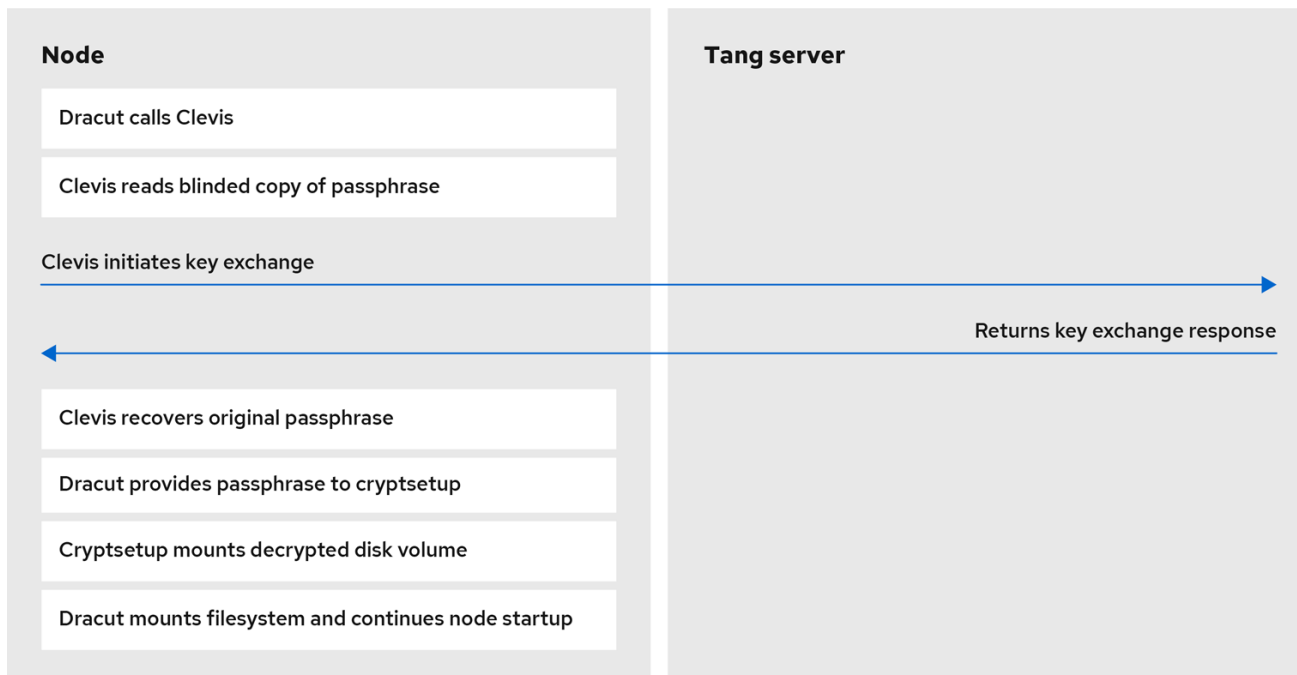 Node
Dracut calls Clevis
Clevis reads blinded copy of passphrase
Clevis initiates key exchange
Tang server
Returns key exchange response
Clevis recovers original passphrase
Dracut provides passphrase to cryptsetup
Cryptsetup mounts decrypted disk volume
Dracut mounts filesystem and continues node startup